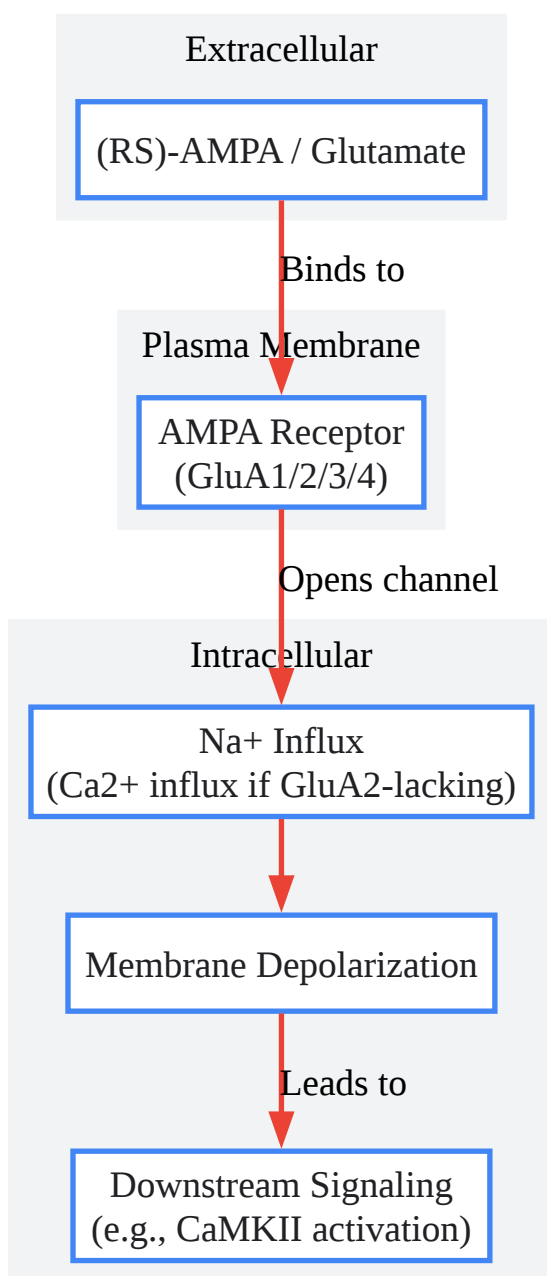 Extracellular
(RS)-AMPA / Glutamate
Binds to
Plasma Membrane
AMPA Receptor
(GluA1/2/3/4)
Opens channel
Intracellular
Na+ Influx
(Ca2+ influx if GluA2-lacking)
Membrane Depolarization
Leads to
Downstream Signaling
(e.g., CaMKII activation)